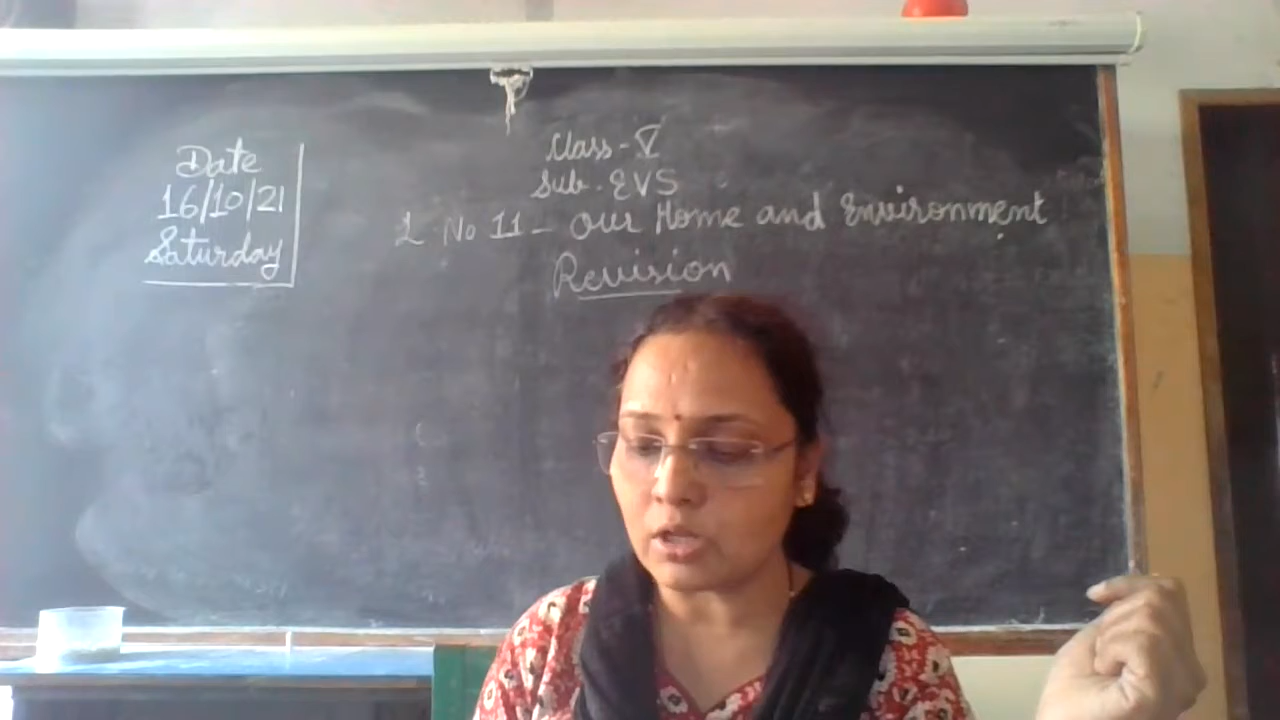 Date
16/10/21
Saturday
Class - V
Sub - EVS
L No 11 - Our Home and Environment
Revision